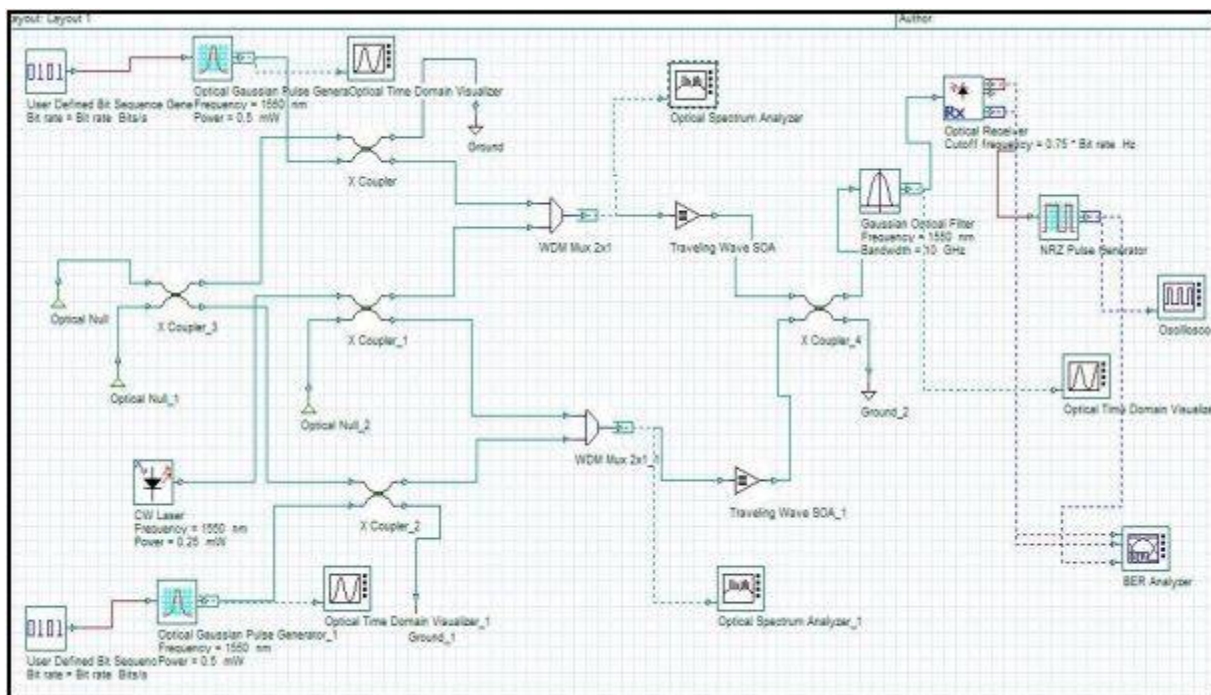 Layout: Layout 1
Author
0101
User Defined Bit Sequence Gene
Bit rate = Bit rate Bits/s
Optical Gaussian Pulse Genera
Frequency = 1550 nm
Power = 0.5 mW
Optical Time Domain Visualizer
Ground
X Coupler
Optical Spectrum Analyzer
Rx
Optical Receiver
Cutoff frequency = 0.75 * Bit rate Hz
WDM Mux 2x1
Traveling Wave SOA
Gaussian Optical Filter
Frequency = 1550 nm
Bandwidth = 10 GHz
NRZ Pulse Generator
Optical Null
X Coupler_3
X Coupler_1
X Coupler_4
Oscillosco
Optical Null_1
Optical Null_2
Ground_2
Optical Time Domain Visualize
WDM Mux 2x1_1
CW Laser
Frequency = 1550 nm
Power = 0.25 mW
X Coupler_2
Traveling Wave SOA_1
BER Analyzer
0101
User Defined Bit Sequenc
Bit rate = Bit rate Bits/s
Optical Gaussian Pulse Generator_1
Frequency = 1550 nm
Power = 0.5 mW
Optical Time Domain Visualizer_1
Ground_1
Optical Spectrum Analyzer_1